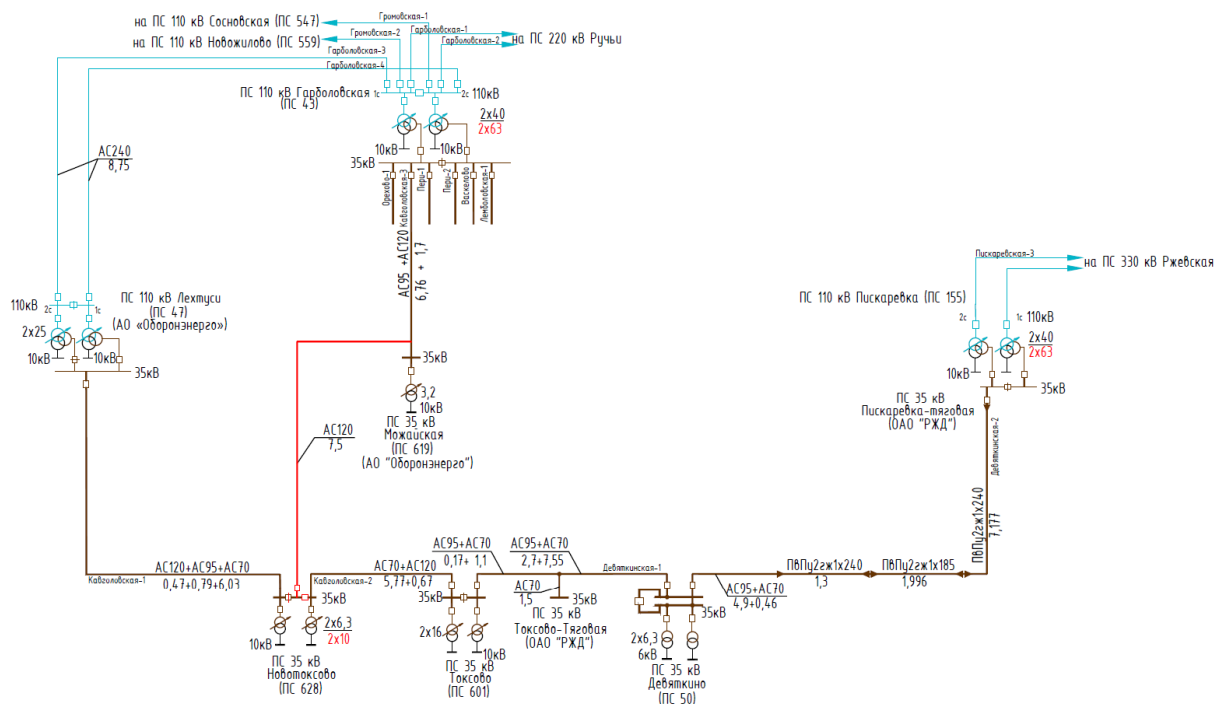 на ПС 110 кВ Сосновская (ПС 547)
Громовская-1
Гарболовская-1
на ПС 110 кВ Новожилово (ПС 559)
Громовская-2
Гарболовская-2
на ПС 220 кВ Ручьи
Гарболовская-3
Гарболовская-4
ПС 110 кВ Гарболовская
(ПС 43)
1с
2с
110кВ
2х40
2х63
10кВ
10кВ
35кВ
Орехово-1
Кавголовская-3
Пери-1
Пери-2
Васкелово
Лемболовская-1
АС240
8,75
АС95 +АС120
6,76 + 1,7
Пискаревская-3
на ПС 330 кВ Ржевская
ПС 110 кВ Лехтуси
(ПС 47)
(АО «Оборонэнерго»)
110кВ
2с
1с
2х25
10кВ
10кВ
35кВ
ПС 110 кВ Пискаревка (ПС 155)
2с
1с
110кВ
2х40
2х63
10кВ
35кВ
ПС 35 кВ
Пискаревка-тяговая
(ОАО "РЖД")
Девяткинская-2
ПвПу2гж1х240
7,177
35кВ
3,2
10кВ
ПС 35 кВ
Можайская
(ПС 619)
(АО "Оборонэнерго")
АС120
7,5
АС120+АС95+АС70
0,47+0,79+6,03
Кавголовская-1
35кВ
10кВ
2х6,3
2х10
ПС 35 кВ
Новотоксово
(ПС 628)
АС70+АС120
5,77+0,67
Кавголовская-2
35кВ
2х16
10кВ
ПС 35 кВ
Токсово
(ПС 601)
АС95+АС70
0,17+ 1,1
АС95+АС70
2,7+7,55
АС70
1,5
35кВ
ПС 35 кВ
Токсово-Тяговая
(ОАО "РЖД")
Девяткинская-1
35кВ
2х6,3
6кВ
ПС 35 кВ
Девяткино
(ПС 50)
АС95+АС70
4,9+0,46
ПвПу2гж1х240
1,3
ПвПу2гж1х185
1,996